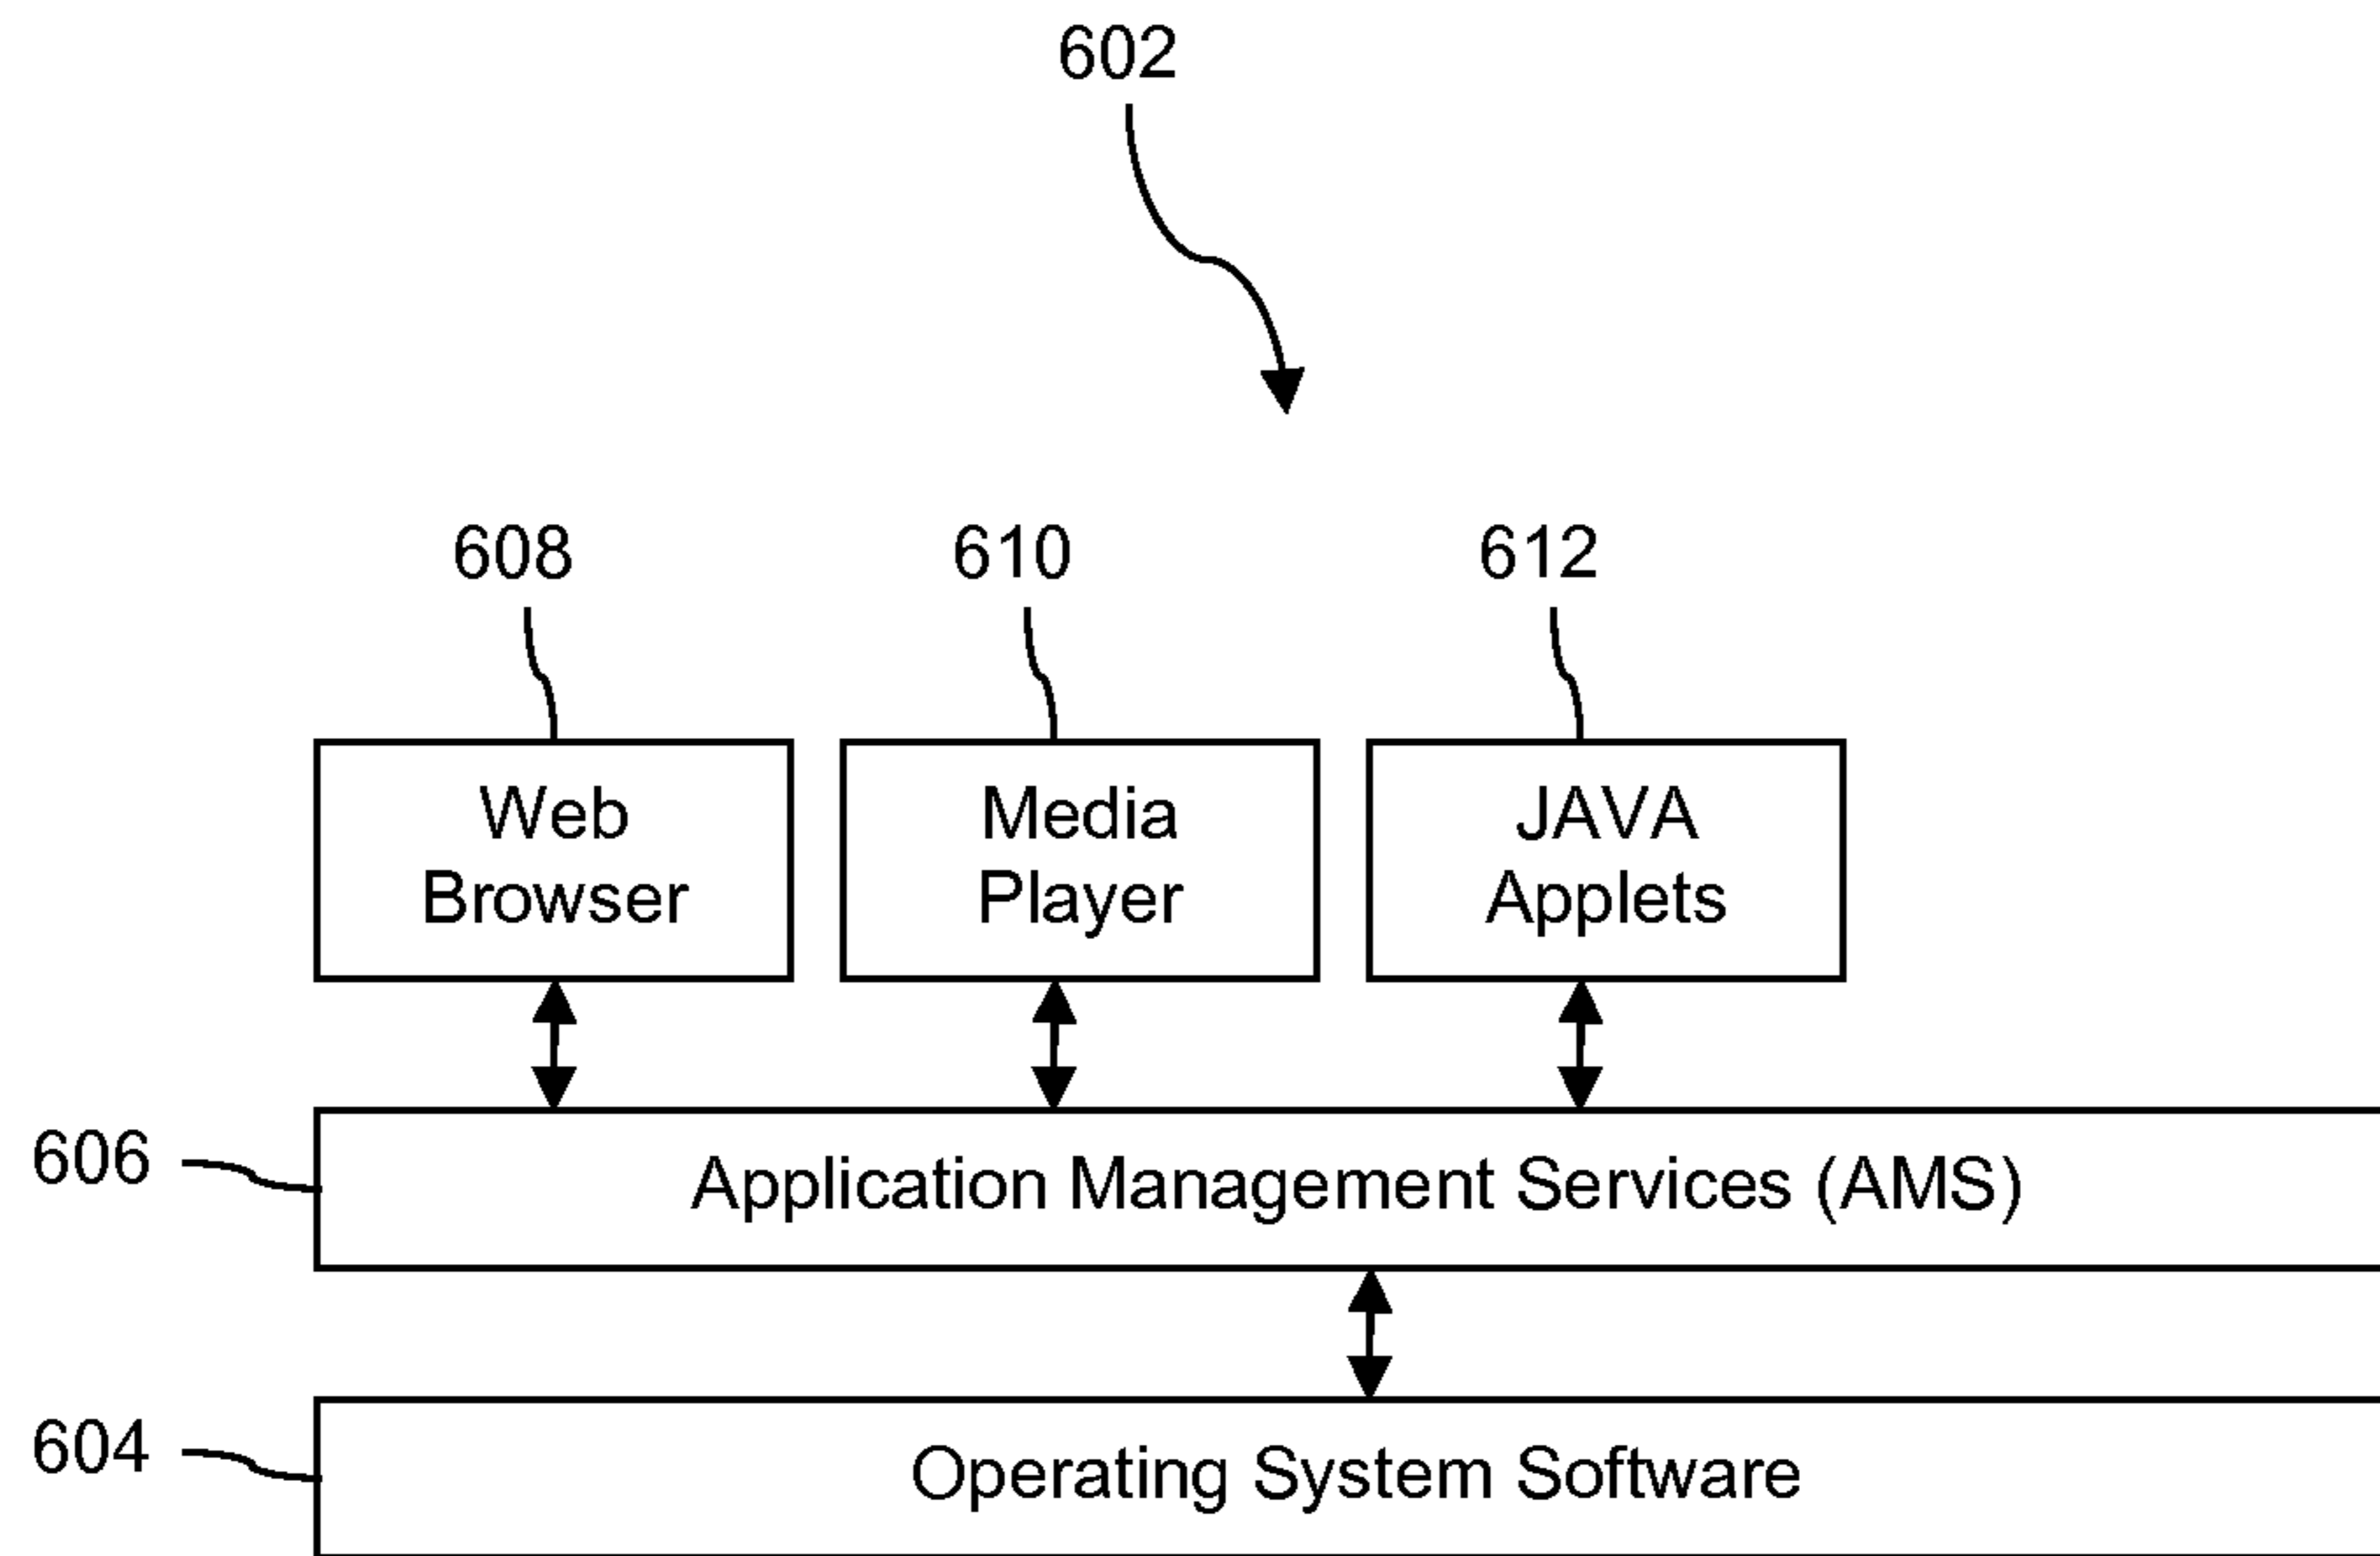 602
608
610
612
Web
Browser
Media
Player
JAVA
Applets
606
Application Management Services (AMS)
604
Operating System Software